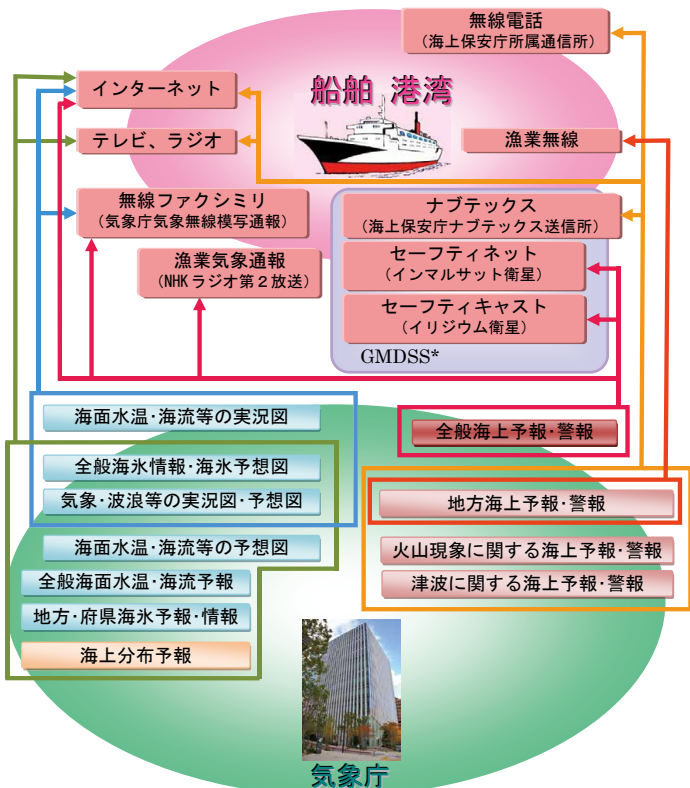 無線電話
(海上保安庁所属通信所)
インターネット
船舶 港湾
テレビ、ラジオ
漁業無線
無線ファクシミリ
(気象庁気象無線模写通報)
ナブテックス
(海上保安庁ナブテックス送信所)
漁業気象通報
(NHKラジオ第2放送)
セーフティネット
(インマルサット衛星)
セーフティキャスト
(イリジウム衛星)
GMDSS*
海面水温・海流等の実況図
全般海上予報・警報
全般海氷情報・海氷予想図
気象・波浪等の実況図・予想図
地方海上予報・警報
海面水温・海流等の予想図
火山現象に関する海上予報・警報
全般海面水温・海流予報
津波に関する海上予報・警報
地方・府県海氷予報・情報
海上分布予報
気象庁